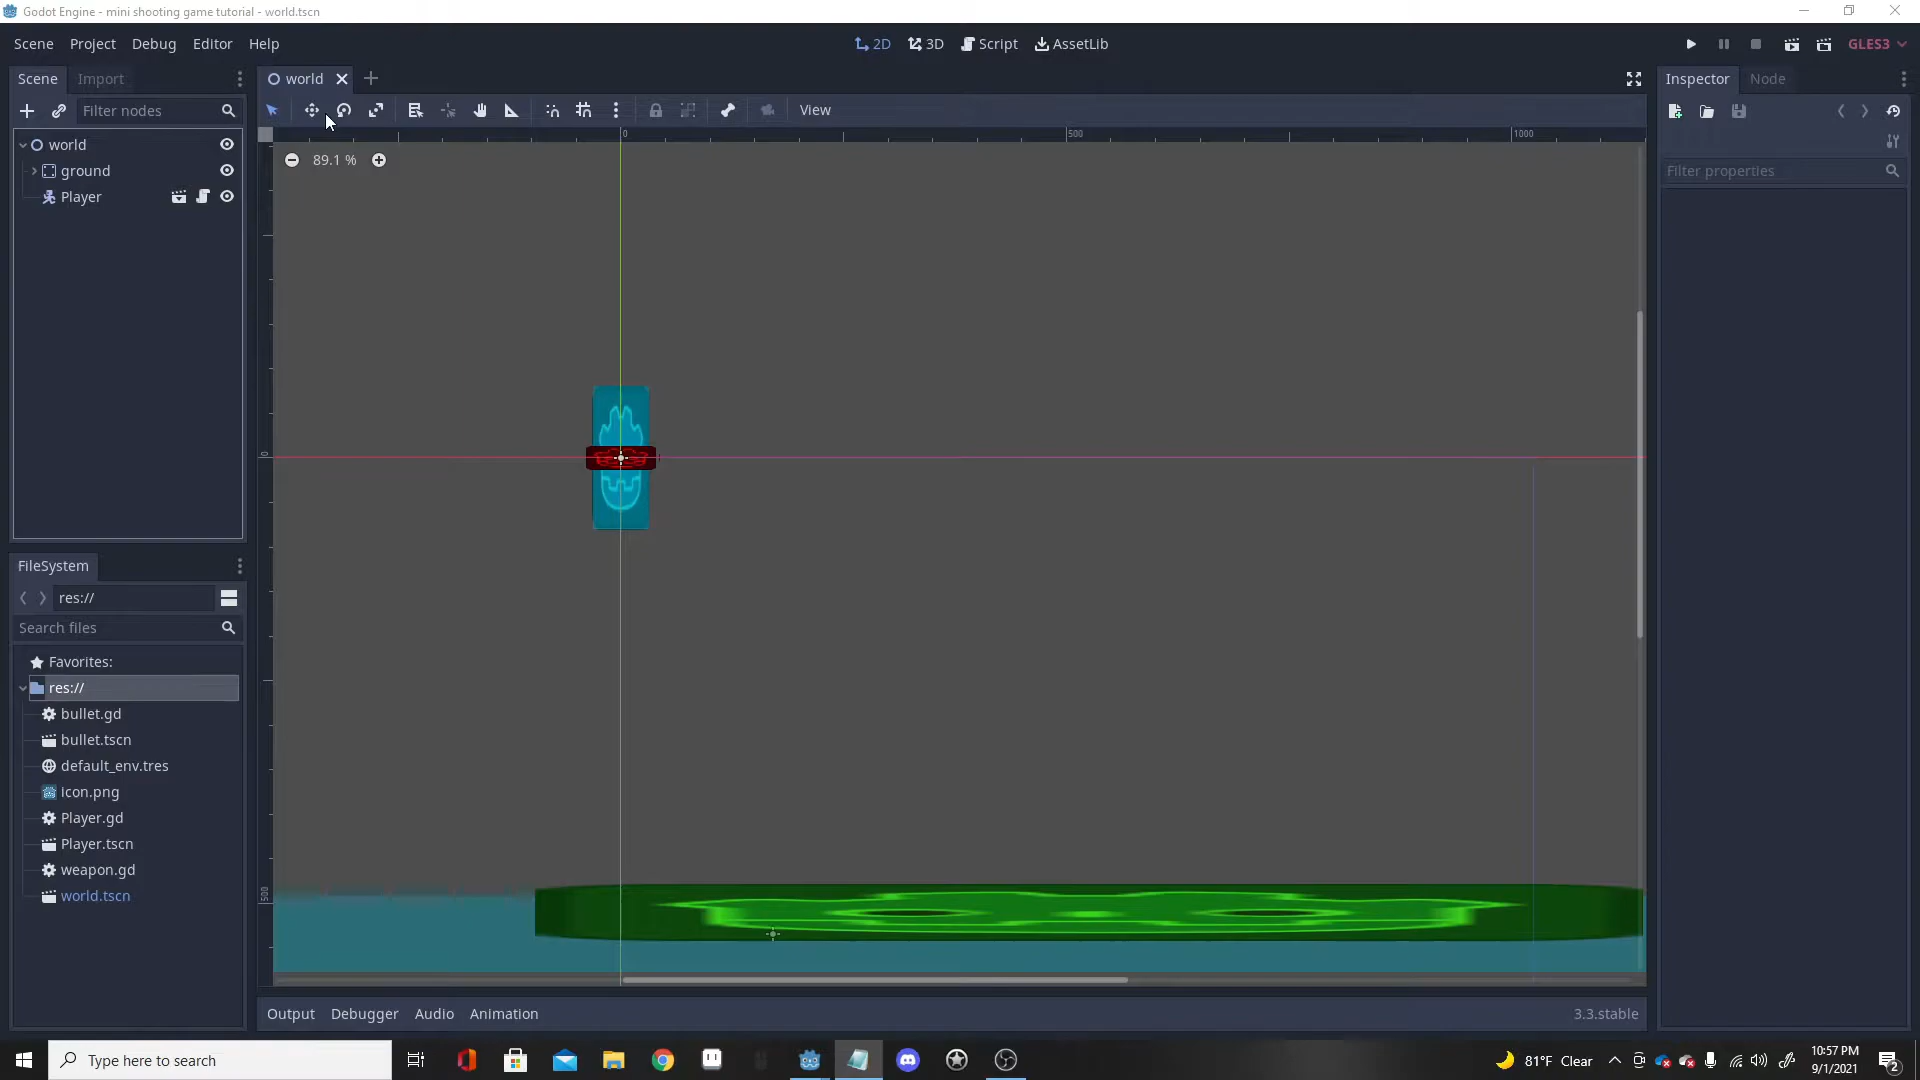 Godot Engine - mini shooting game tutorial - world.tscn
Scene Project Debug Editor Help
2D 3D Script AssetLib
GLES3
Scene Import
world
Inspector Node
Filter nodes
View
world
ground
Player
89.1 %
0 500 1000
0
500
Filter properties
FileSystem
res://
Search files
Favorites:
res://
bullet.gd
bullet.tscn
default_env.tres
icon.png
Player.gd
Player.tscn
weapon.gd
world.tscn
Output Debugger Audio Animation
3.3.stable
Type here to search
81°F Clear
10:57 PM
9/1/2021
2